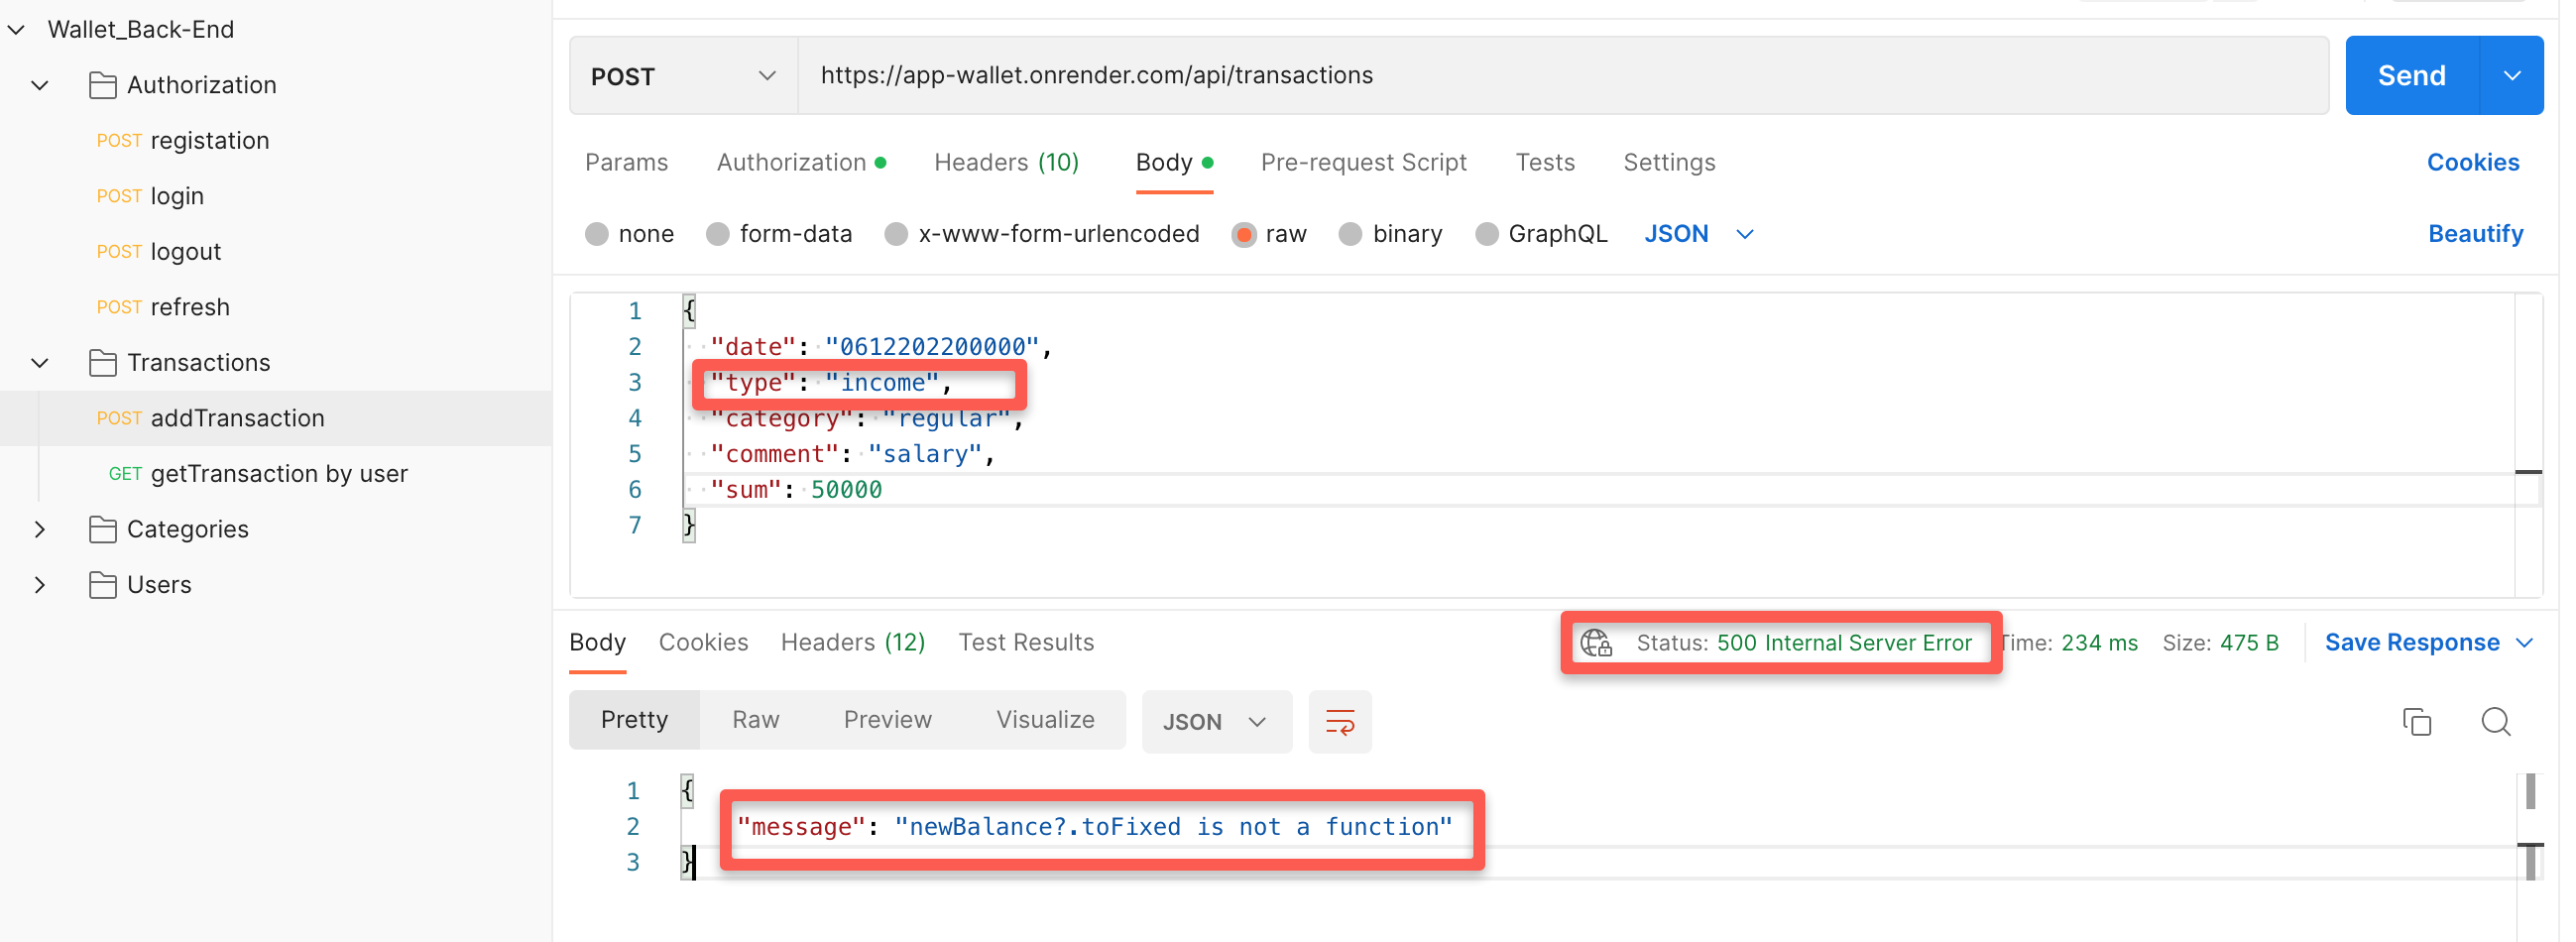 Wallet_Back-End
Authorization
POST registation
POST login
POST logout
POST refresh
Transactions
POST addTransaction
GET getTransaction by user
Categories
Users
POST https://app-wallet.onrender.com/api/transactions Send
Params Authorization Headers (10) Body Pre-request Script Tests Settings Cookies
none form-data x-www-form-urlencoded raw binary GraphQL JSON Beautify
1 {
2 "date": "0612202200000",
3 "type": "income",
4 "category": "regular",
5 "comment": "salary",
6 "sum": 50000
7 }
Body Cookies Headers (12) Test Results Status: 500 Internal Server Error Time: 234 ms Size: 475 B Save Response
Pretty Raw Preview Visualize JSON
1 {
2 "message": "newBalance?.toFixed is not a function"
3 }